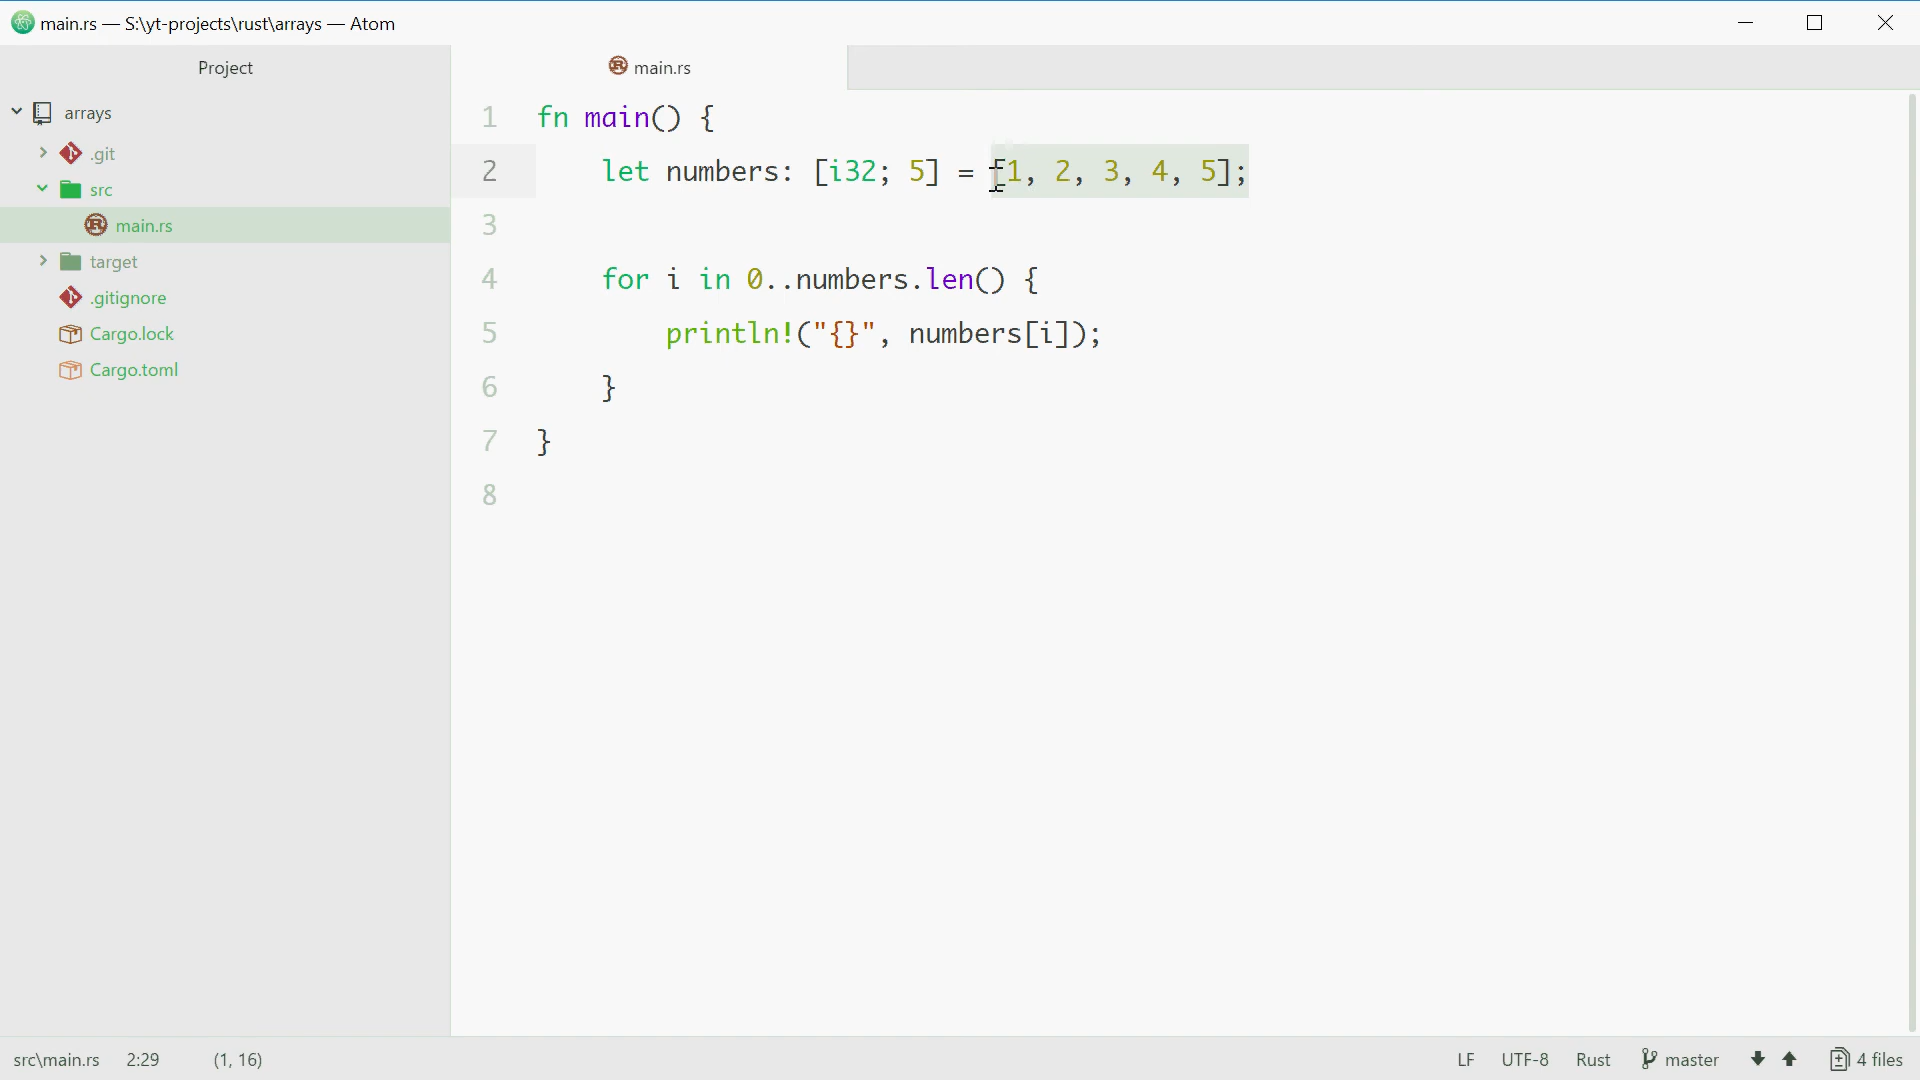 main.rs — S:\yt-projects\rust\arrays — Atom
Project
main.rs
arrays
.git
src
main.rs
target
.gitignore
Cargo.lock
Cargo.toml
1 fn main() {
2     let numbers: [i32; 5] = [1, 2, 3, 4, 5];
3
4     for i in 0..numbers.len() {
5         println!("{}", numbers[i]);
6     }
7 }
8
src\main.rs 2:29 (1, 16) LF UTF-8 Rust master 4 files